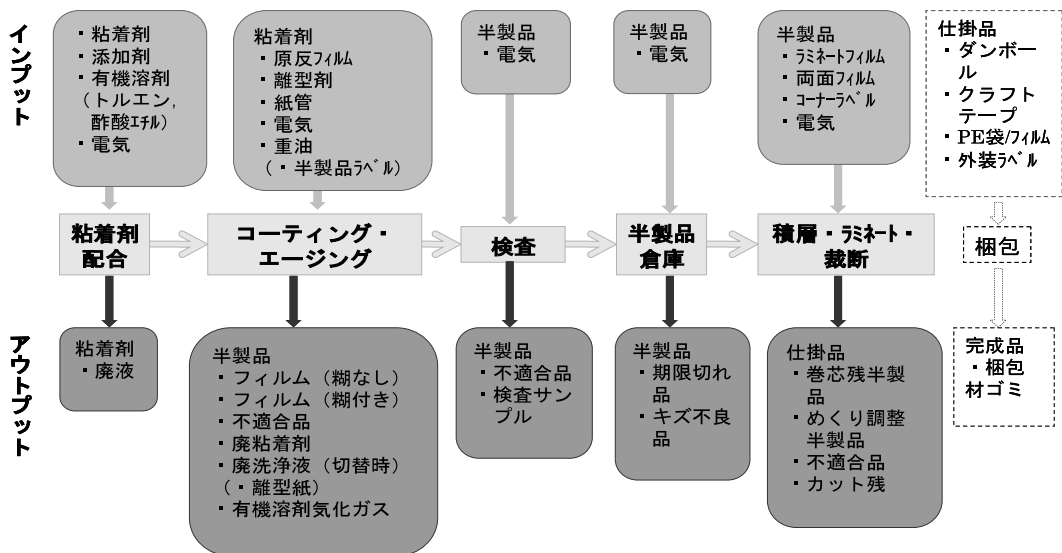 インプット
・粘着剤
・添加剤
・有機溶剤
（トルエン，
酢酸ｴﾁﾙ）
・電気
粘着剤
・原反ﾌｨﾙﾑ
・離型剤
・紙管
・電気
・重油
（・半製品ﾗﾍﾞﾙ）
半製品
・電気
半製品
・電気
半製品
・ﾗﾐﾈｰﾄﾌｨﾙﾑ
・両面ﾌｨﾙﾑ
・ｺｰﾅｰﾗﾍﾞﾙ
・電気
仕掛品
・ダンボー
ル
・クラフト
テープ
・PE袋/ﾌｨﾙﾑ
・外装ﾗﾍﾞﾙ
粘着剤
配合
コーティング・
エージング
検査
半製品
倉庫
積層・ﾗﾐﾈｰﾄ・
裁断
梱包
アウトプット
粘着剤
・廃液
半製品
・フィルム（糊なし）
・フィルム（糊付き）
・不適合品
・廃粘着剤
・廃洗浄液（切替時）
（・離型紙）
・有機溶剤気化ガス
半製品
・不適合品
・検査サン
プル
半製品
・期限切れ
品
・キズ不良
品
仕掛品
・巻芯残半製
品
・めくり調整
半製品
・不適合品
・カット残
完成品
・梱包
材ゴミ